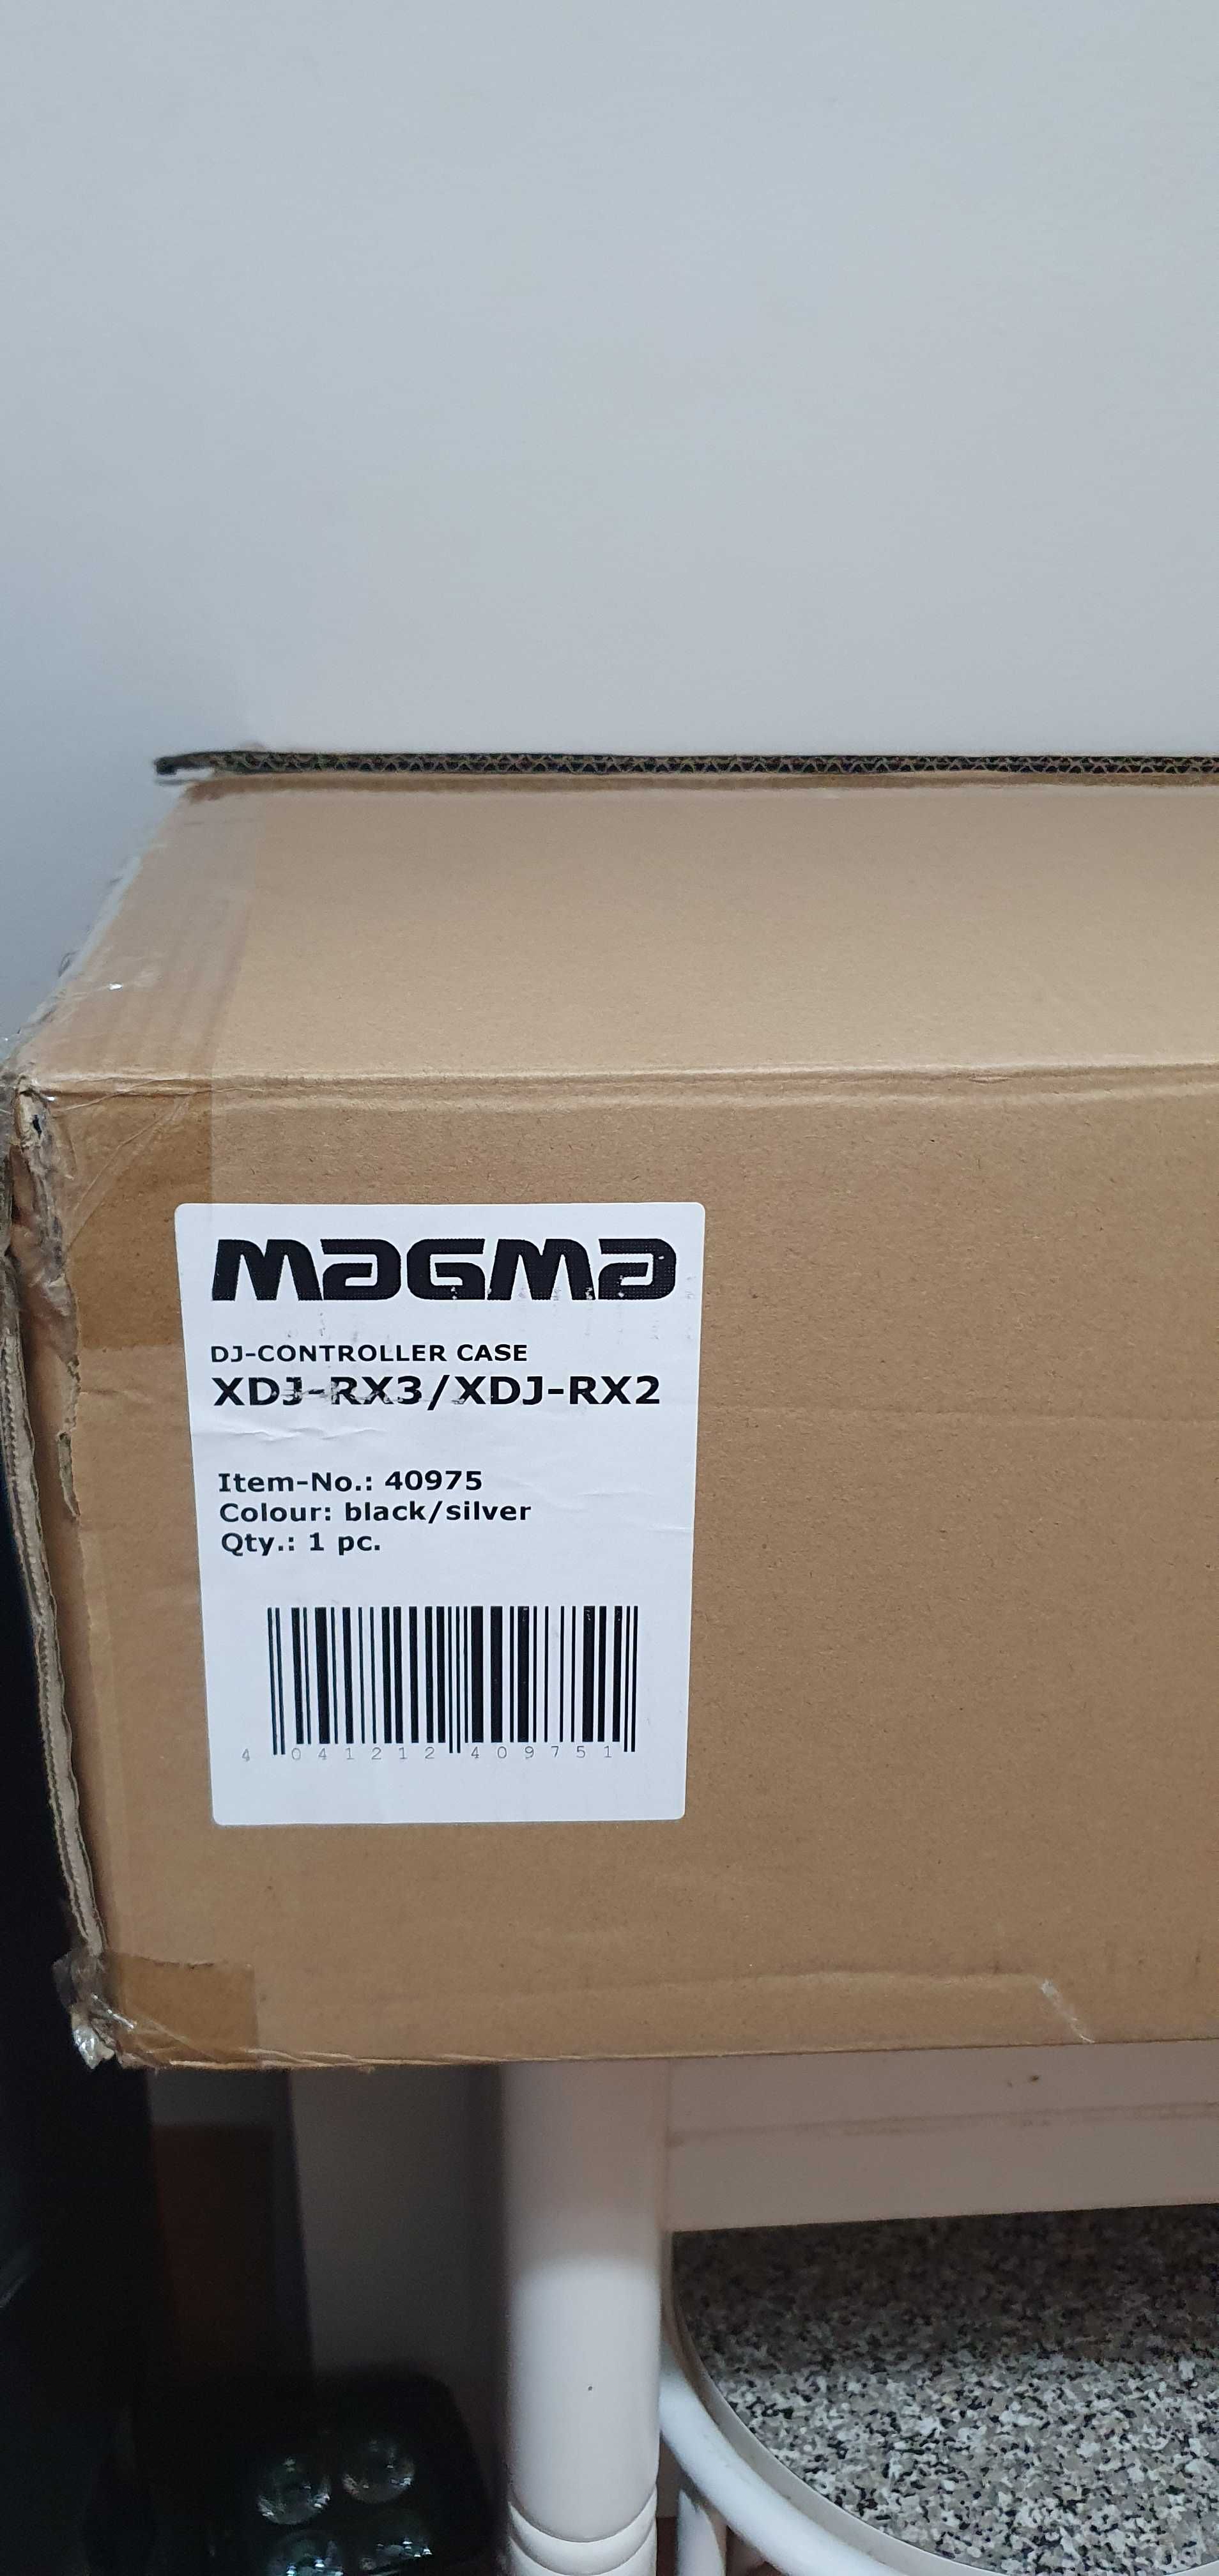 magma
DJ-CONTROLLER CASE
XDJ-RX3/XDJ-RX2
Item-No.: 40975
Colour: black/silver
Qty.: 1 pc.
4 041212 409751